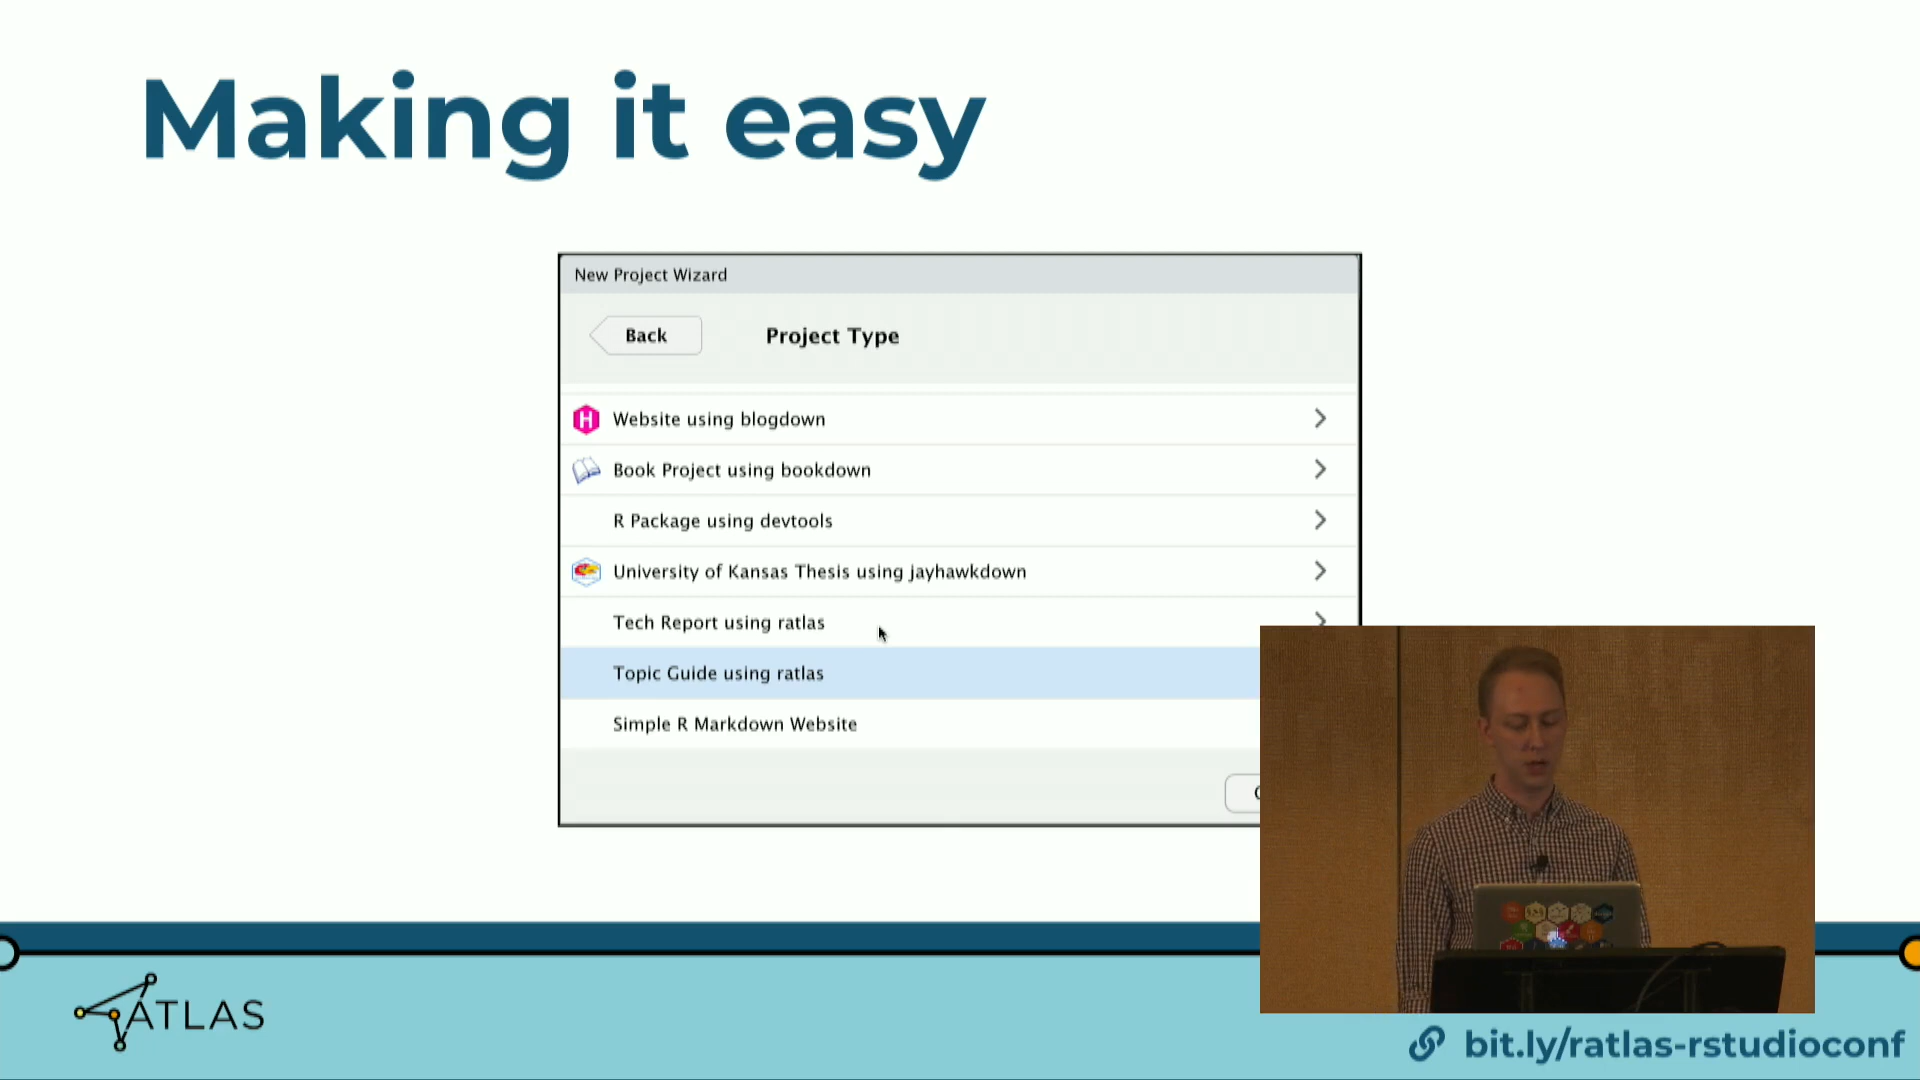 Making it easy
New Project Wizard
Back
Project Type
Website using blogdown
Book Project using bookdown
R Package using devtools
University of Kansas Thesis using jayhawkdown
Tech Report using ratlas
Topic Guide using ratlas
Simple R Markdown Website
ATLAS
bit.ly/ratlas-rstudioconf